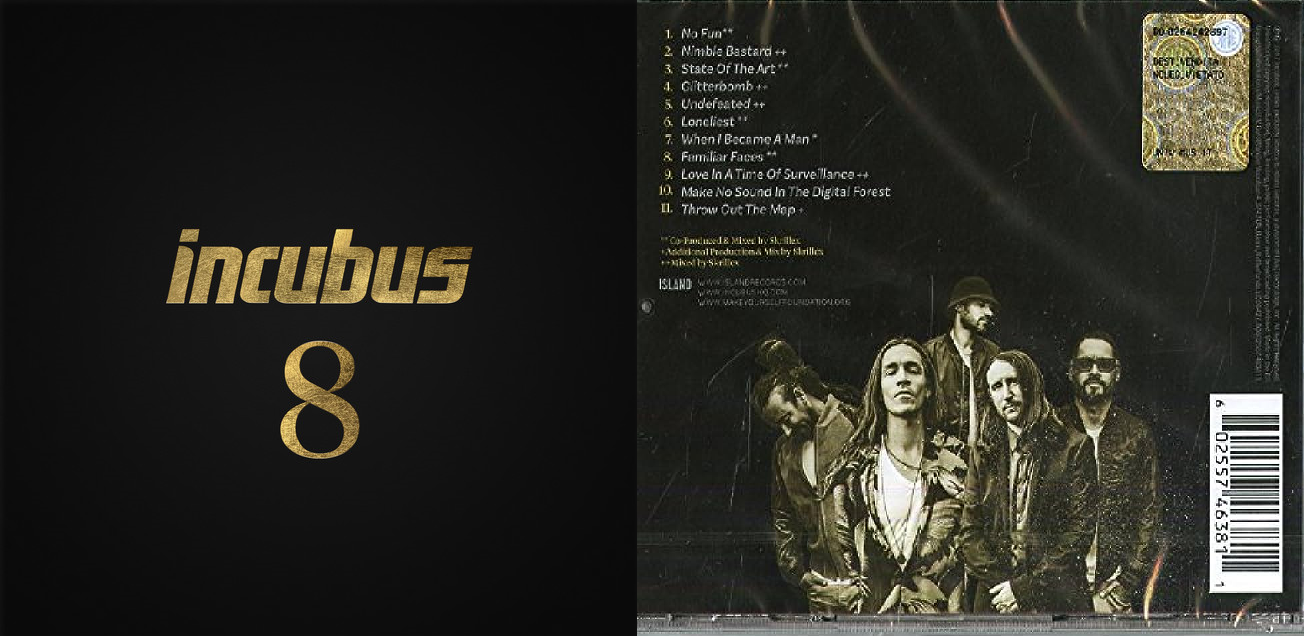 incubus
8
1. No Fun**
2. Nimble Bastard ++
3. State Of The Art **
4. Glitterbomb ++
5. Undefeated ++
6. Loneliest **
7. When I Became A Man *
8. Familiar Faces **
9. Love In A Time Of Surveillance ++
10. Make No Sound In The Digital Forest
11. Throw Out The Map +
** Co-Produced & Mixed by Skrillex
+Additional Production & Mix by Skrillex
++Mixed by Skrillex
ISLAND
WWW.ISLANDRECORDS.COM
WWW.INCUBUSHQ.COM
WWW.MAKEYOURSELFFOUNDATION.ORG
6 02557 46381 1